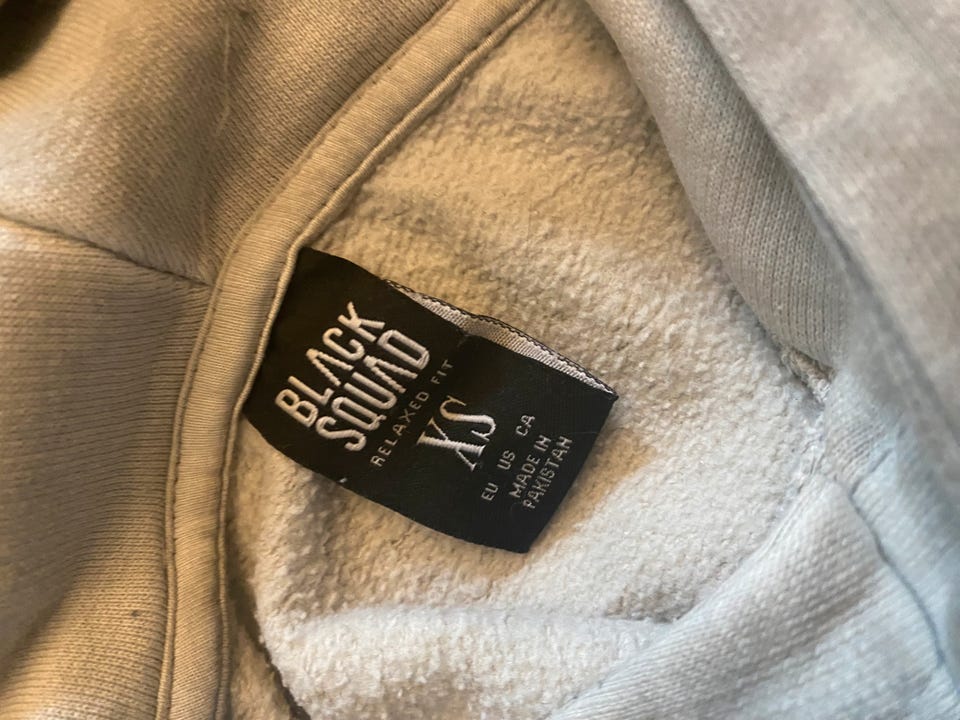 BLACK
SQUAD
RELAXED FIT
XS
EU US CA
MADE IN
PAKISTAN